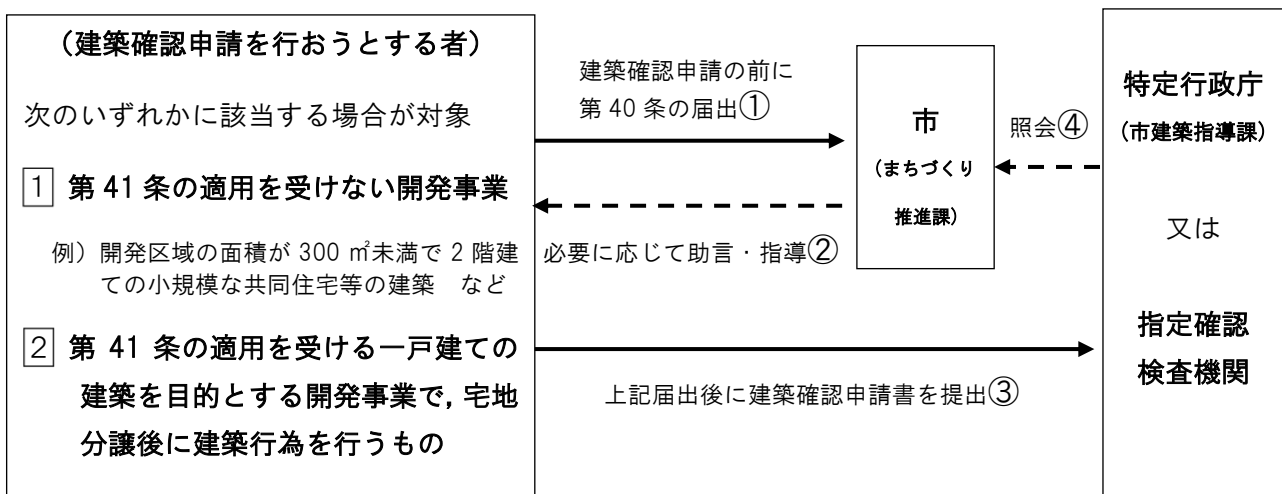 （建築確認申請を行おうとする者）
次のいずれかに該当する場合が対象
1 第 41 条の適用を受けない開発事業
例）開発区域の面積が 300 ㎡未満で 2 階建
ての小規模な共同住宅等の建築　など
2 第 41 条の適用を受ける一戸建ての
建築を目的とする開発事業で，宅地
分譲後に建築行為を行うもの
建築確認申請の前に
第 40 条の届出①
必要に応じて助言・指導②
上記届出後に建築確認申請書を提出③
市
（まちづくり
推進課）
照会④
特定行政庁
（市建築指導課）
又は
指定確認
検査機関